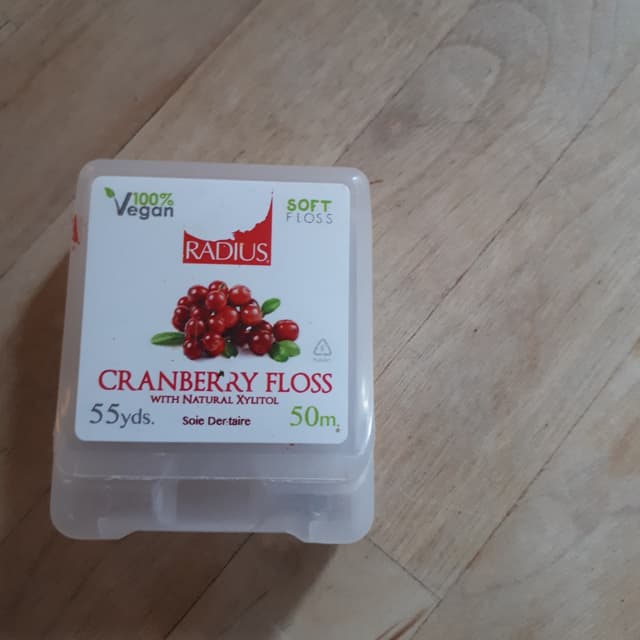 100%
Vegan
SOFT
FLOSS
RADIUS
CRANBERRY FLOSS
WITH NATURAL XYLITOL
55yds.
Soie Dentaire
50m.